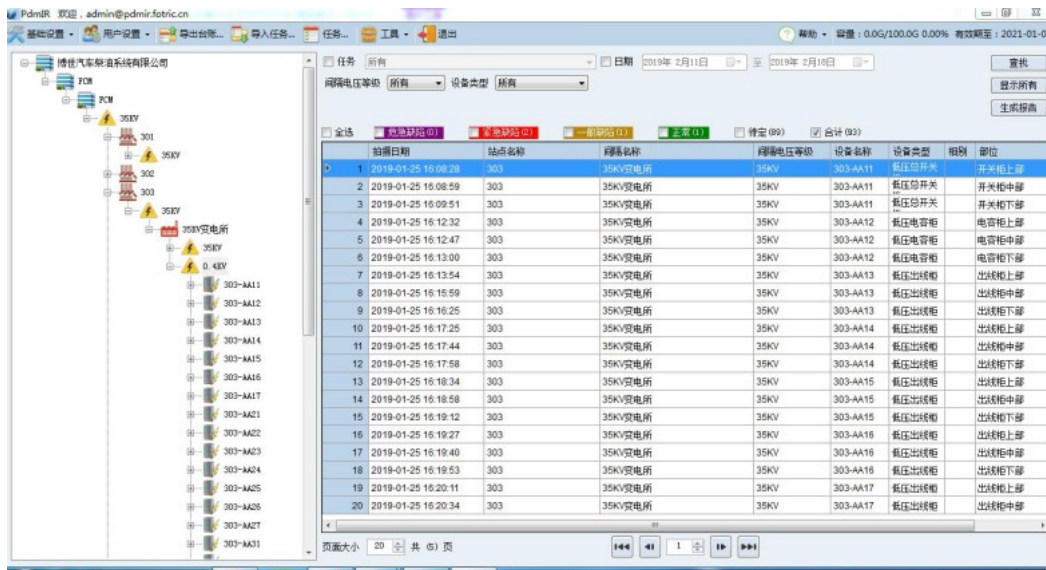 PdmIR 欢迎, admin@pdmir.fotric.cn
基础设置 用户设置 导出台账... 导入任务... 任务... 工具 退出 帮助 容量:0.0G/100.0G 0.00% 有效期至:2021-01-0
博世汽车柴油系统有限公司
FCM
FCM
35KV
301
35KV
302
303
35KV
35KV变电所
35KV
0.4KV
303-AA11
303-AA12
303-AA13
303-AA14
303-AA15
303-AA16
303-AA17
303-AA21
303-AA22
303-AA23
303-AA24
303-AA25
303-AA26
303-AA27
303-AA31
任务 所有 日期 2019年 2月11日 至 2019年 2月18日 查找
间隔电压等级 所有 设备类型 所有 显示所有
生成报告
全选 危急缺陷(0) 紧急缺陷(2) 一般缺陷(1) 正常(1) 待定(89) 合计(93)
拍摄日期 站点名称 间隔名称 间隔电压等级 设备名称 设备类型 相别 部位
1 2019-01-25 16:08:28 303 35KV变电所 35KV 303-AA11 低压总开关 开关柜上部
2 2019-01-25 16:08:59 303 35KV变电所 35KV 303-AA11 低压总开关 开关柜中部
3 2019-01-25 16:09:51 303 35KV变电所 35KV 303-AA11 低压总开关 开关柜下部
4 2019-01-25 16:12:32 303 35KV变电所 35KV 303-AA12 低压电容柜 电容柜上部
5 2019-01-25 16:12:47 303 35KV变电所 35KV 303-AA12 低压电容柜 电容柜中部
6 2019-01-25 16:13:00 303 35KV变电所 35KV 303-AA12 低压电容柜 电容柜下部
7 2019-01-25 16:13:54 303 35KV变电所 35KV 303-AA13 低压出线柜 出线柜上部
8 2019-01-25 16:15:59 303 35KV变电所 35KV 303-AA13 低压出线柜 出线柜中部
9 2019-01-25 16:16:25 303 35KV变电所 35KV 303-AA13 低压出线柜 出线柜下部
10 2019-01-25 16:17:25 303 35KV变电所 35KV 303-AA14 低压出线柜 出线柜上部
11 2019-01-25 16:17:44 303 35KV变电所 35KV 303-AA14 低压出线柜 出线柜中部
12 2019-01-25 16:17:58 303 35KV变电所 35KV 303-AA14 低压出线柜 出线柜下部
13 2019-01-25 16:18:34 303 35KV变电所 35KV 303-AA15 低压出线柜 出线柜上部
14 2019-01-25 16:18:58 303 35KV变电所 35KV 303-AA15 低压出线柜 出线柜中部
15 2019-01-25 16:19:12 303 35KV变电所 35KV 303-AA15 低压出线柜 出线柜下部
16 2019-01-25 16:19:27 303 35KV变电所 35KV 303-AA16 低压出线柜 出线柜上部
17 2019-01-25 16:19:40 303 35KV变电所 35KV 303-AA16 低压出线柜 出线柜中部
18 2019-01-25 16:19:53 303 35KV变电所 35KV 303-AA16 低压出线柜 出线柜下部
19 2019-01-25 16:20:11 303 35KV变电所 35KV 303-AA17 低压出线柜 出线柜上部
20 2019-01-25 16:20:34 303 35KV变电所 35KV 303-AA17 低压出线柜 出线柜中部
页面大小 20 共 (5) 页 1